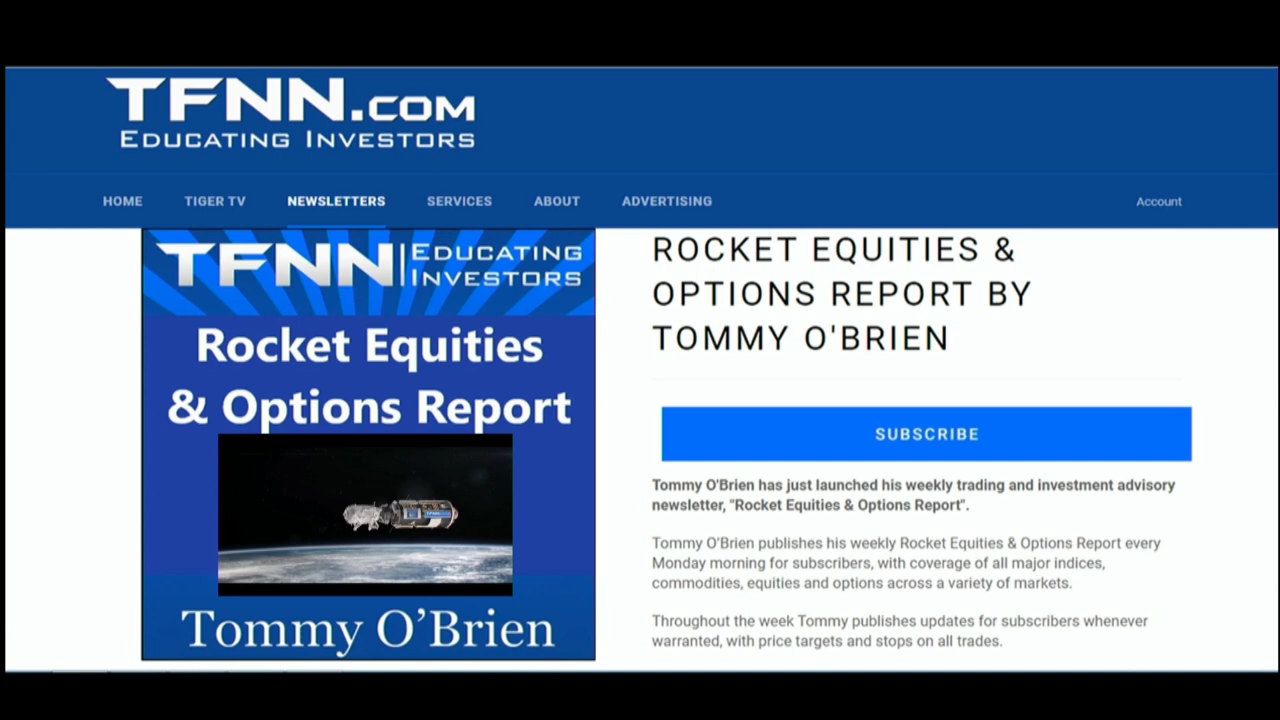 TFNN.COM
EDUCATING INVESTORS
HOME TIGER TV NEWSLETTERS SERVICES ABOUT ADVERTISING Account
TFNN | EDUCATING INVESTORS
Rocket Equities
& Options Report
Tommy O’Brien
ROCKET EQUITIES &
OPTIONS REPORT BY
TOMMY O'BRIEN
SUBSCRIBE
Tommy O'Brien has just launched his weekly trading and investment advisory
newsletter, "Rocket Equities & Options Report".
Tommy O’Brien publishes his weekly Rocket Equities & Options Report every
Monday morning for subscribers, with coverage of all major indices,
commodities, equities and options across a variety of markets.
Throughout the week Tommy publishes updates for subscribers whenever
warranted, with price targets and stops on all trades.